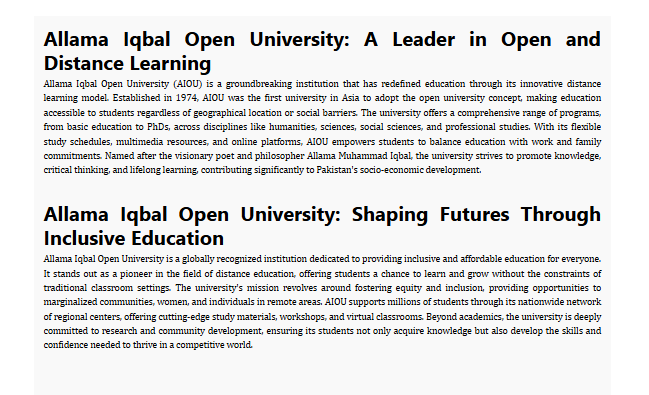 Allama Iqbal Open University: A Leader in Open and
Distance Learning
Allama Iqbal Open University (AIOU) is a groundbreaking institution that has redefined education through its innovative distance
learning model. Established in 1974, AIOU was the first university in Asia to adopt the open university concept, making education
accessible to students regardless of geographical location or social barriers. The university offers a comprehensive range of programs,
from basic education to PhDs, across disciplines like humanities, sciences, social sciences, and professional studies. With its flexible
study schedules, multimedia resources, and online platforms, AIOU empowers students to balance education with work and family
commitments. Named after the visionary poet and philosopher Allama Muhammad Iqbal, the university strives to promote knowledge,
critical thinking, and lifelong learning, contributing significantly to Pakistan's socio-economic development.
Allama Iqbal Open University: Shaping Futures Through
Inclusive Education
Allama Iqbal Open University is a globally recognized institution dedicated to providing inclusive and affordable education for everyone.
It stands out as a pioneer in the field of distance education, offering students a chance to learn and grow without the constraints of
traditional classroom settings. The university's mission revolves around fostering equity and inclusion, providing opportunities to
marginalized communities, women, and individuals in remote areas. AIOU supports millions of students through its nationwide network
of regional centers, offering cutting-edge study materials, workshops, and virtual classrooms. Beyond academics, the university is deeply
committed to research and community development, ensuring its students not only acquire knowledge but also develop the skills and
confidence needed to thrive in a competitive world.